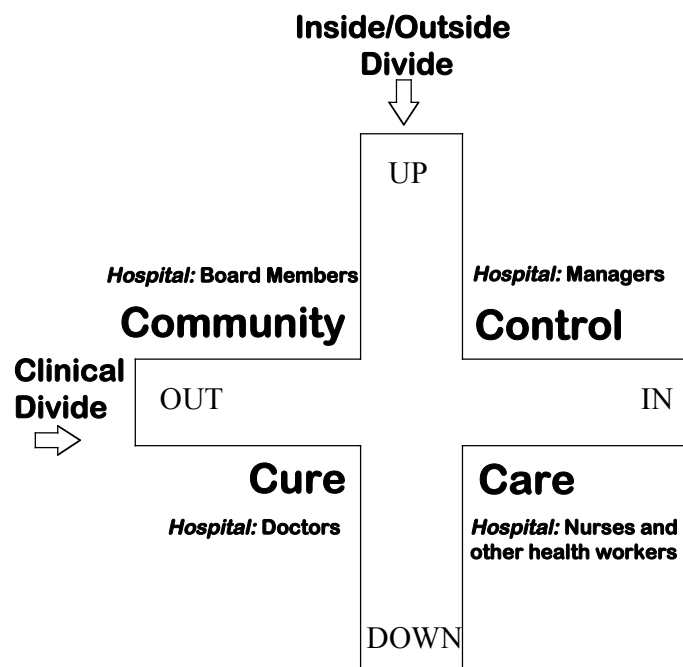 Inside/Outside
Divide
UP
Hospital: Board Members
Hospital: Managers
Community
Control
Clinical
Divide
OUT
IN
Cure
Care
Hospital: Doctors
Hospital: Nurses and
other health workers
DOWN